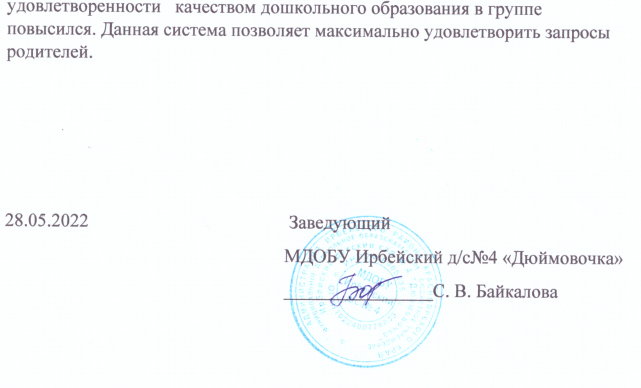 удовлетворенности качеством дошкольного образования в группе
повысился. Данная система позволяет максимально удовлетворить запросы
родителей.
28.05.2022 Заведующий
МДОБУ Ирбейский д/с№4 «Дюймовочка»
С. В. Байкалова